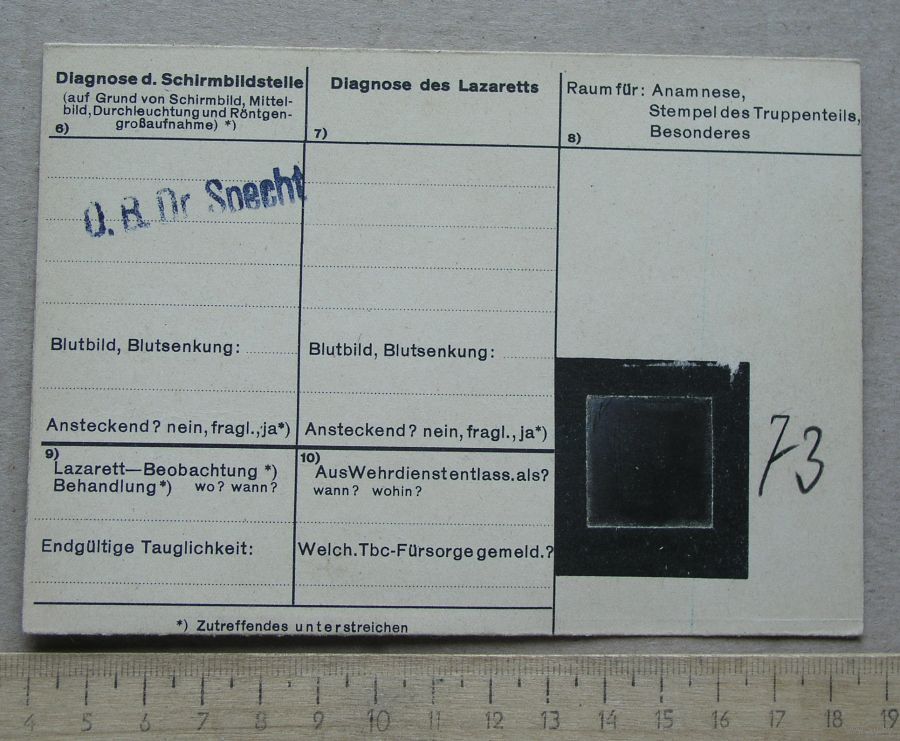 Diagnose d. Schirmbildstelle
(auf Grund von Schirmbild, Mittel-
bild, Durchleuchtung und Röntgen-
großaufnahme) *)
6)
Diagnose des Lazaretts
7)
Raum für: Anamnese,
Stempel des Truppenteils,
Besonderes
8)
O. B. Dr Specht
Blutbild, Blutsenkung:
Blutbild, Blutsenkung:
Ansteckend? nein, fragl., ja*)
Ansteckend? nein, fragl., ja*)
9)
Lazarett—Beobachtung *)
Behandlung *) wo? wann?
10)
Aus Wehrdienst entlass. als?
wann? wohin?
Endgültige Tauglichkeit:
Welch. Tbc-Fürsorge gemeld.?
*) Zutreffendes unterstreichen
73
4 5 6 7 8 9 10 11 12 13 14 15 16 17 18 19